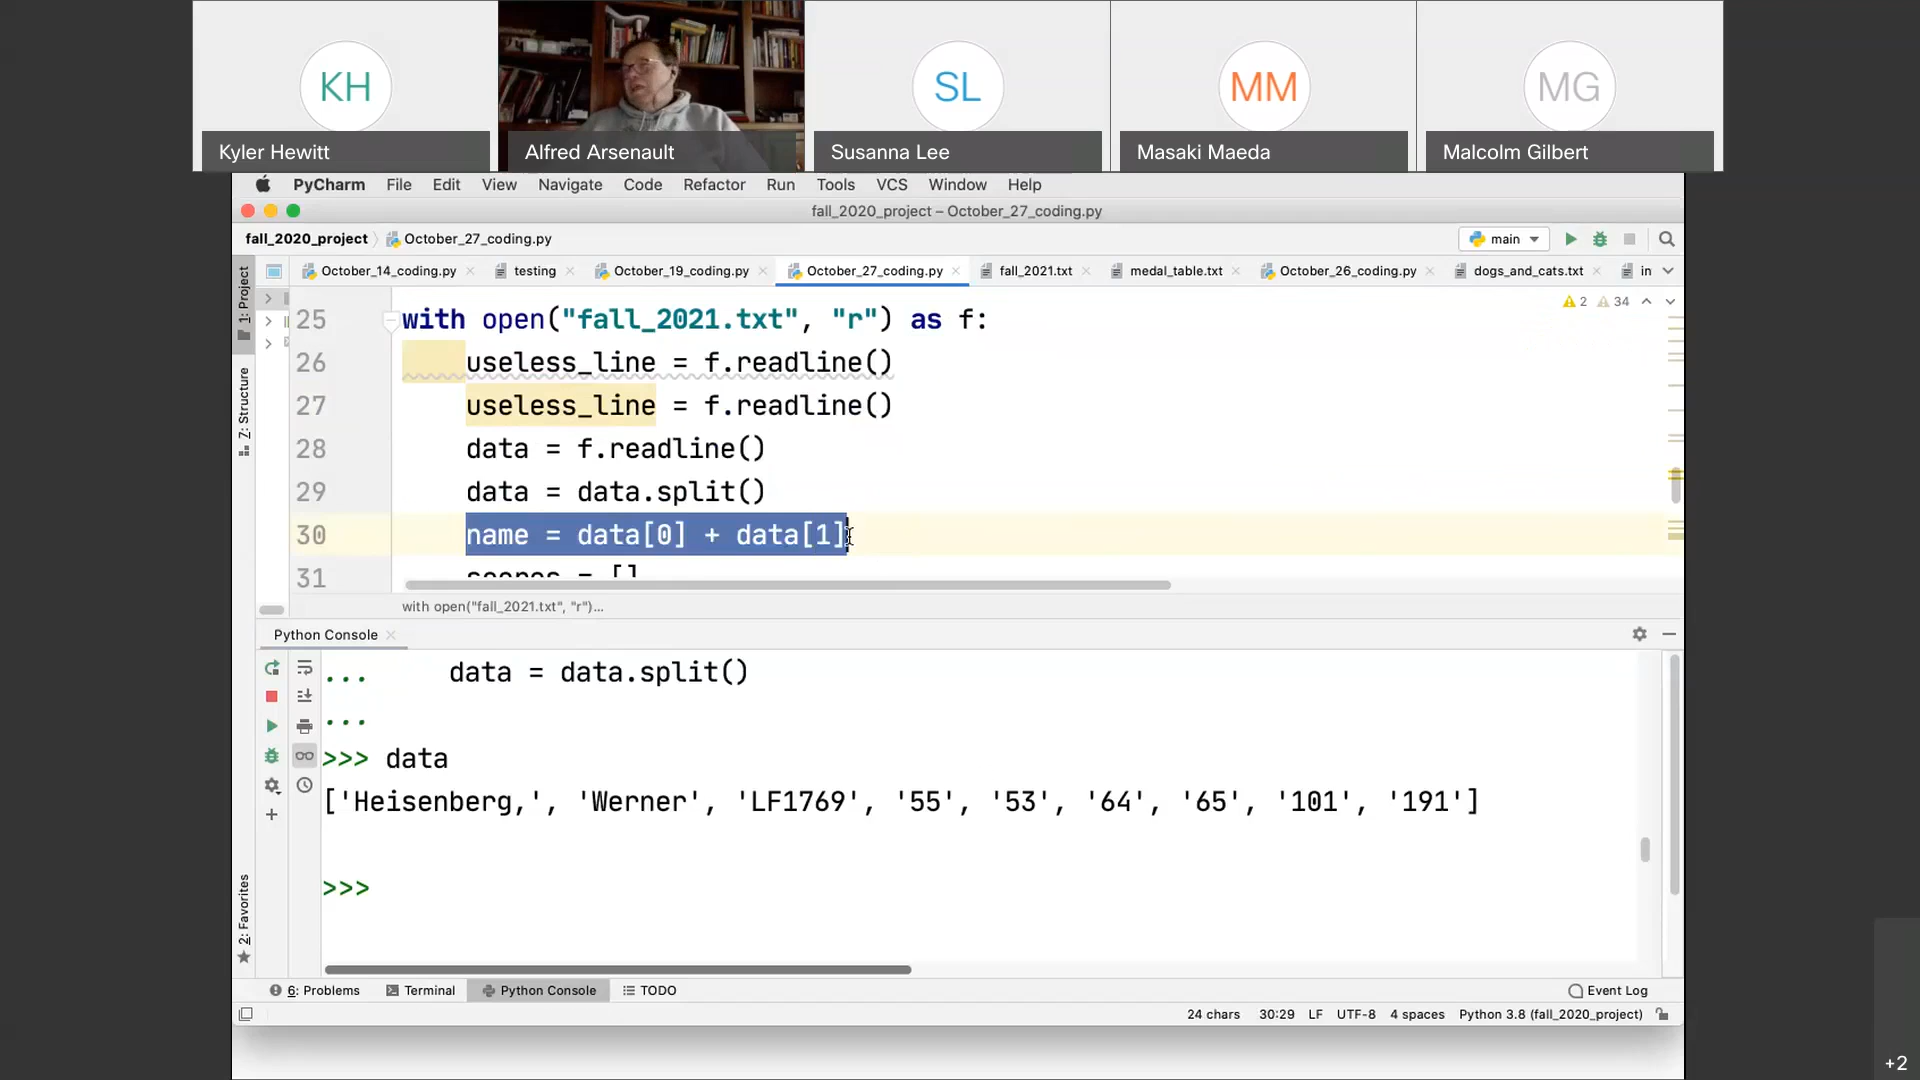 KH
SL
MM
MG
Kyler Hewitt
Alfred Arsenault
Susanna Lee
Masaki Maeda
Malcolm Gilbert
PyCharm File Edit View Navigate Code Refactor Run Tools VCS Window Help
fall_2020_project – October_27_coding.py
fall_2020_project October_27_coding.py
main
October_14_coding.py testing October_19_coding.py October_27_coding.py fall_2021.txt medal_table.txt October_26_coding.py dogs_and_cats.txt in
1: Project
2 34
25 with open("fall_2021.txt", "r") as f:
26 useless_line = f.readline()
27 useless_line = f.readline()
28 data = f.readline()
29 data = data.split()
30 name = data[0] + data[1]
31 scores = []
Z: Structure
with open("fall_2021.txt", "r")...
Python Console
... data = data.split()
...
>>> data
['Heisenberg,', 'Werner', 'LF1769', '55', '53', '64', '65', '101', '191']
>>>
2: Favorites
6: Problems Terminal Python Console TODO Event Log
24 chars 30:29 LF UTF-8 4 spaces Python 3.8 (fall_2020_project)
+2